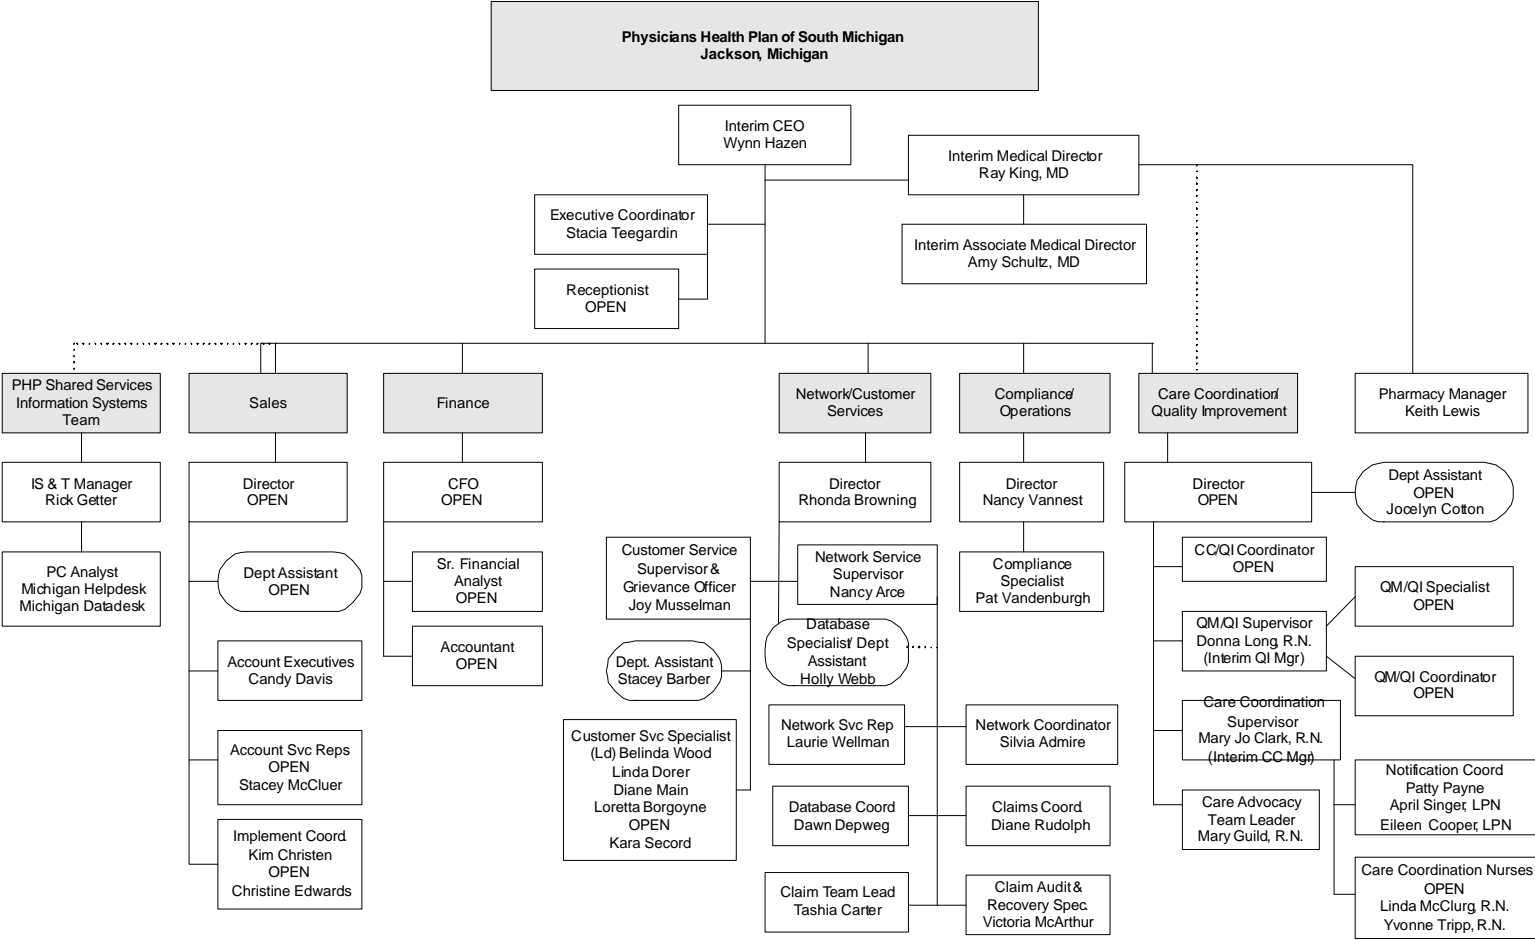 Physicians Health Plan of South Michigan
Jackson, Michigan
Interim CEO
Wynn Hazen
Interim Medical Director
Ray King, MD
Executive Coordinator
Stacia Teegardin
Interim Associate Medical Director
Amy Schultz, MD
Receptionist
OPEN
PHP Shared Services
Information Systems
Team
Sales
Finance
Network/Customer
Services
Compliance/
Operations
Care Coordination/
Quality Improvement
Pharmacy Manager
Keith Lewis
IS & T Manager
Rick Getter
Director
OPEN
CFO
OPEN
Director
Rhonda Browning
Director
Nancy Vannest
Director
OPEN
Dept Assistant
OPEN
Jocelyn Cotton
PC Analyst
Michigan Helpdesk
Michigan Datadesk
Dept Assistant
OPEN
Sr. Financial
Analyst
OPEN
Customer Service
Supervisor &
Grievance Officer
Joy Musselman
Network Service
Supervisor
Nancy Arce
Compliance
Specialist
Pat Vandenburgh
CC/QI Coordinator
OPEN
QM/QI Specialist
OPEN
Account Executives
Candy Davis
Accountant
OPEN
Dept. Assistant
Stacey Barber
Database
Specialist/ Dept
Assistant
Holly Webb
QM/QI Supervisor
Donna Long, R.N.
(Interim QI Mgr)
QM/QI Coordinator
OPEN
Account Svc Reps
OPEN
Stacey McCluer
Customer Svc Specialist
(Ld) Belinda Wood
Linda Dorer
Diane Main
Loretta Borgoyne
OPEN
Kara Secord
Network Svc Rep
Laurie Wellman
Network Coordinator
Silvia Admire
Care Coordination
Supervisor
Mary Jo Clark, R.N.
(Interim CC Mgr)
Notification Coord.
Patty Payne
April Singer, LPN
Eileen Cooper, LPN
Implement Coord.
Kim Christen
OPEN
Christine Edwards
Database Coord
Dawn Depweg
Claims Coord.
Diane Rudolph
Care Advocacy
Team Leader
Mary Guild, R.N.
Claim Team Lead
Tashia Carter
Claim Audit &
Recovery Spec.
Victoria McArthur
Care Coordination Nurses
OPEN
Linda McClurg, R.N.
Yvonne Tripp, R.N.